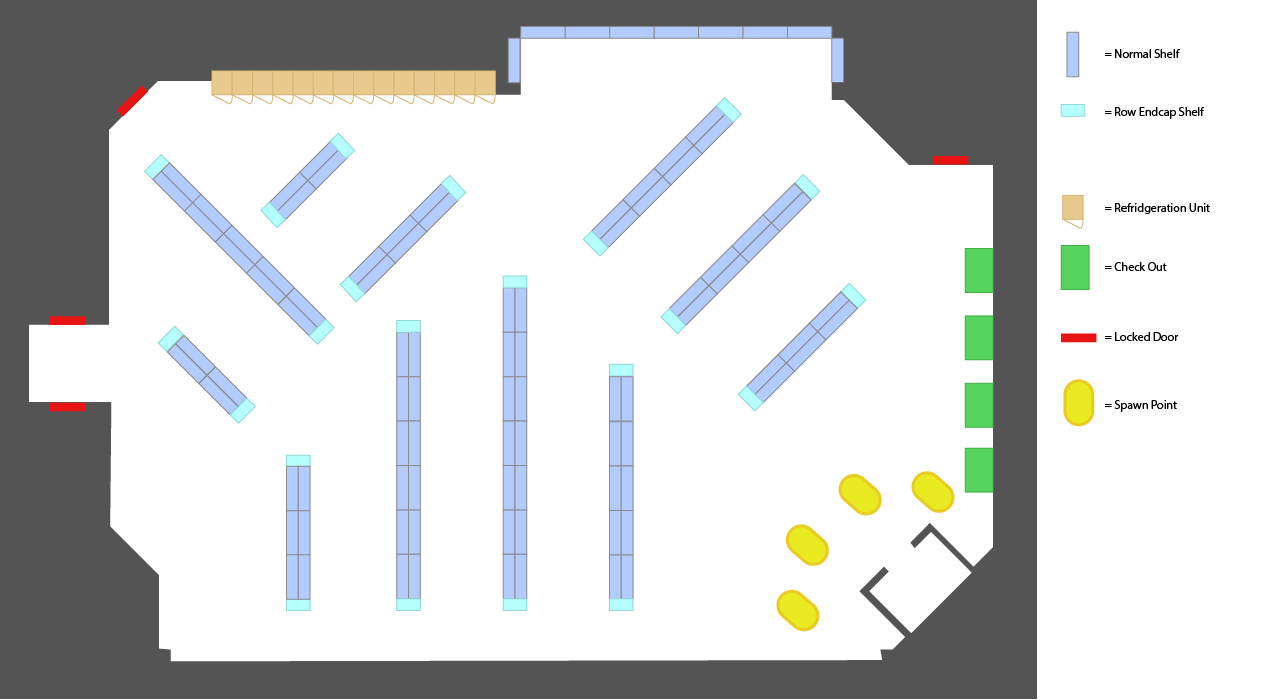 = Normal Shelf
= Row Endcap Shelf
= Refridgeration Unit
= Check Out
= Locked Door
= Spawn Point